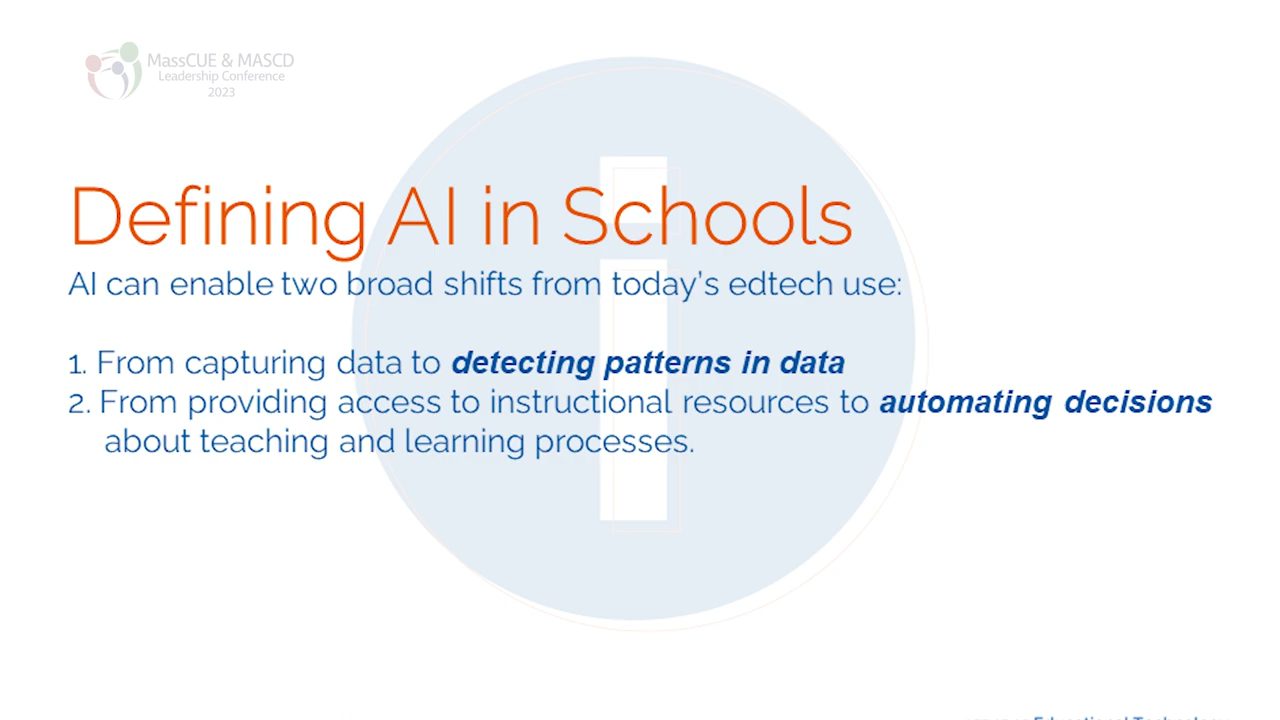 MassCUE & MASCD
Leadership Conference
2023
Defining AI in Schools
AI can enable two broad shifts from today's edtech use:
1. From capturing data to detecting patterns in data
2. From providing access to instructional resources to automating decisions
about teaching and learning processes.
Educational Technology